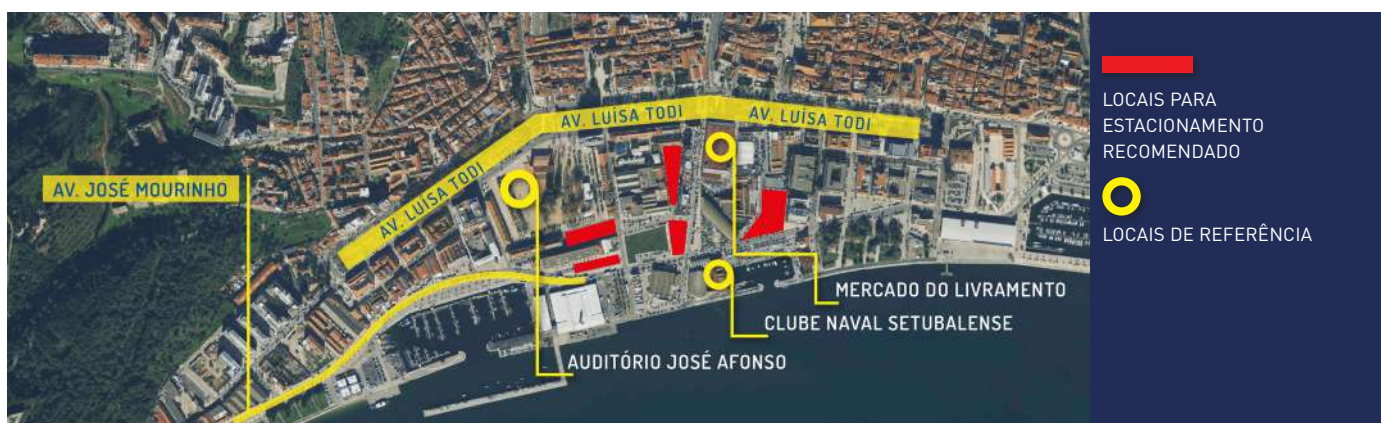 AV. LUÍSA TODI
AV. LUÍSA TODI
AV. LUÍSA TODI
AV. JOSÉ MOURINHO
MERCADO DO LIVRAMENTO
CLUBE NAVAL SETUBALENSE
AUDITÓRIO JOSÉ AFONSO
LOCAIS PARA
ESTACIONAMENTO
RECOMENDADO
LOCAIS DE REFERÊNCIA